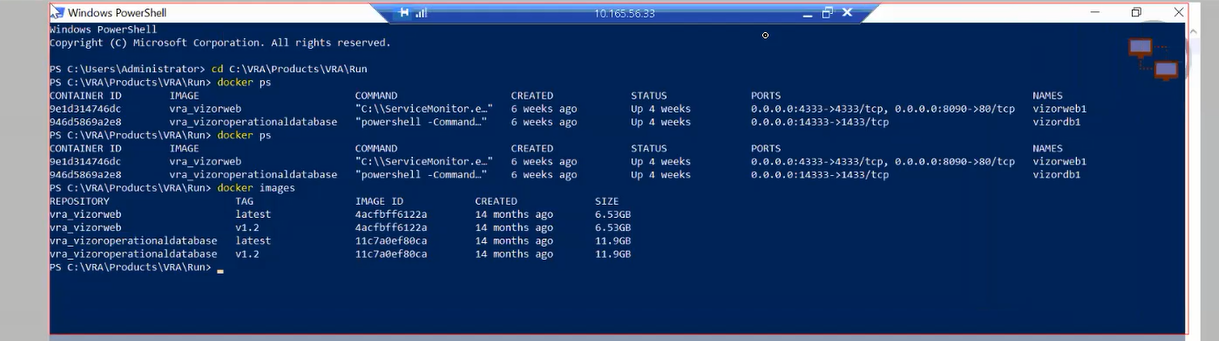 Windows PowerShell
10.165.56.33
Windows PowerShell
Copyright (C) Microsoft Corporation. All rights reserved.
PS C:\Users\Administrator> cd C:\VRA\Products\VRA\Run
PS C:\VRA\Products\VRA\Run> docker ps
CONTAINER ID IMAGE COMMAND CREATED STATUS PORTS NAMES
9e1d314746dc vra_vizorweb "C:\\ServiceMonitor.e…" 6 weeks ago Up 4 weeks 0.0.0.0:4333->4333/tcp, 0.0.0.0:8090->80/tcp vizorweb1
946d5869a2e8 vra_vizoroperationaldatabase "powershell -Command…" 6 weeks ago Up 4 weeks 0.0.0.0:14333->1433/tcp vizordb1
PS C:\VRA\Products\VRA\Run> docker ps
CONTAINER ID IMAGE COMMAND CREATED STATUS PORTS NAMES
9e1d314746dc vra_vizorweb "C:\\ServiceMonitor.e…" 6 weeks ago Up 4 weeks 0.0.0.0:4333->4333/tcp, 0.0.0.0:8090->80/tcp vizorweb1
946d5869a2e8 vra_vizoroperationaldatabase "powershell -Command…" 6 weeks ago Up 4 weeks 0.0.0.0:14333->1433/tcp vizordb1
PS C:\VRA\Products\VRA\Run> docker images
REPOSITORY TAG IMAGE ID CREATED SIZE
vra_vizorweb latest 4acfbff6122a 14 months ago 6.53GB
vra_vizorweb v1.2 4acfbff6122a 14 months ago 6.53GB
vra_vizoroperationaldatabase latest 11c7a0ef80ca 14 months ago 11.9GB
vra_vizoroperationaldatabase v1.2 11c7a0ef80ca 14 months ago 11.9GB
PS C:\VRA\Products\VRA\Run>